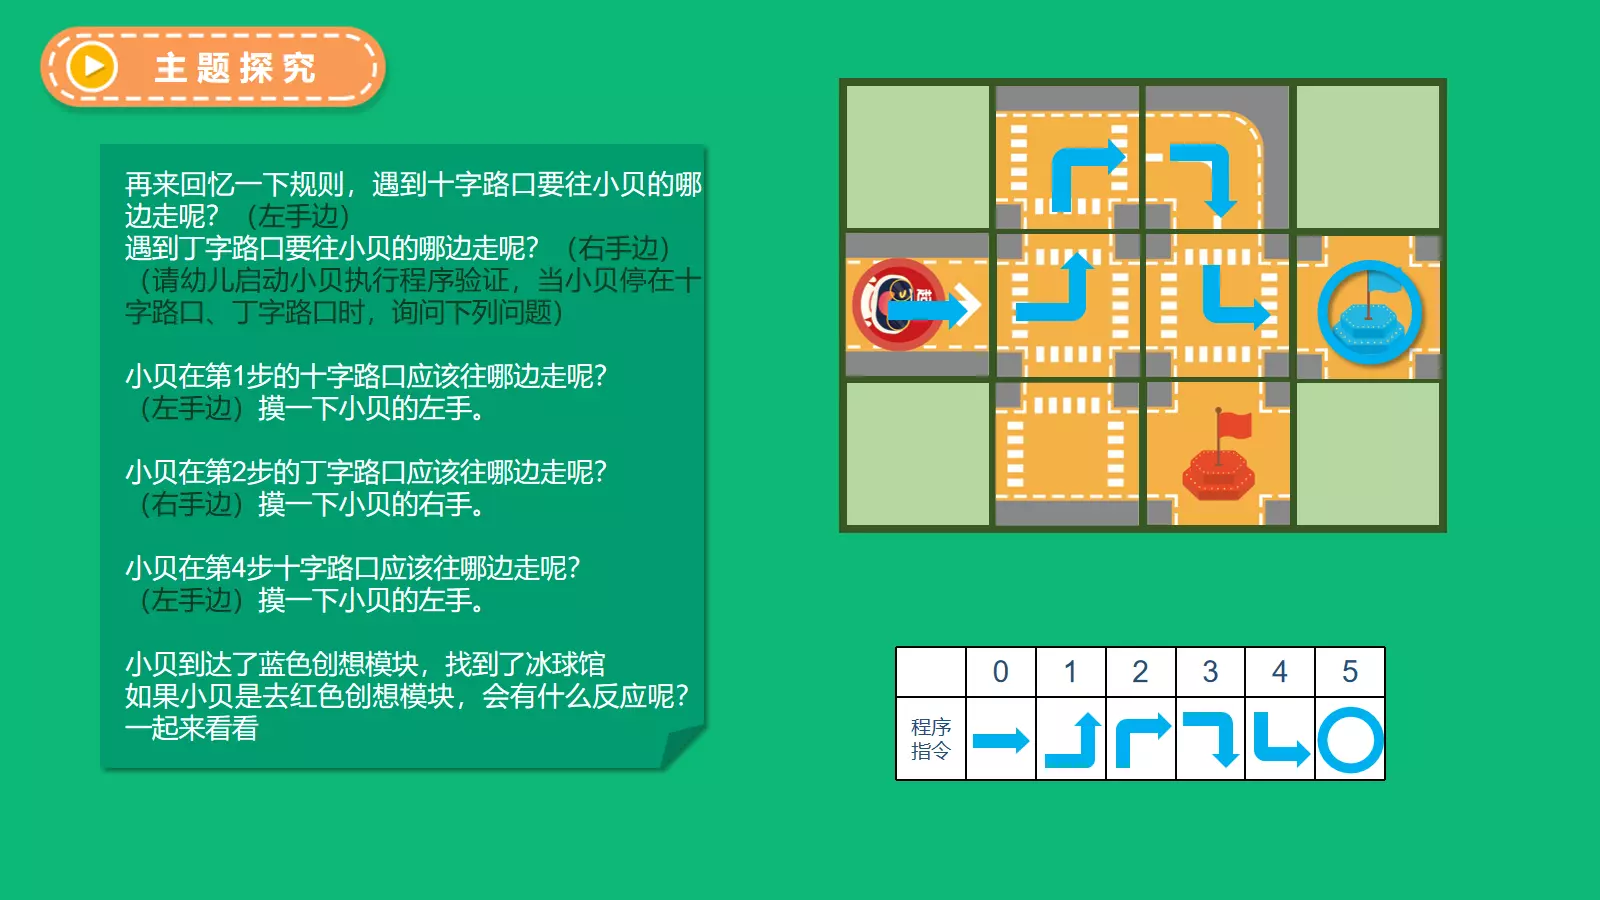 主题探究
再来回忆一下规则，遇到十字路口要往小贝的哪
边走呢？（左手边）
遇到丁字路口要往小贝的哪边走呢？（右手边）
（请幼儿启动小贝执行程序验证，当小贝停在十
字路口、丁字路口时，询问下列问题）
小贝在第1步的十字路口应该往哪边走呢？
（左手边）摸一下小贝的左手。
小贝在第2步的丁字路口应该往哪边走呢？
（右手边）摸一下小贝的右手。
小贝在第4步十字路口应该往哪边走呢？
（左手边）摸一下小贝的左手。
小贝到达了蓝色创想模块，找到了冰球馆
如果小贝是去红色创想模块，会有什么反应呢？
一起来看看
0 1 2 3 4 5
程序
指令